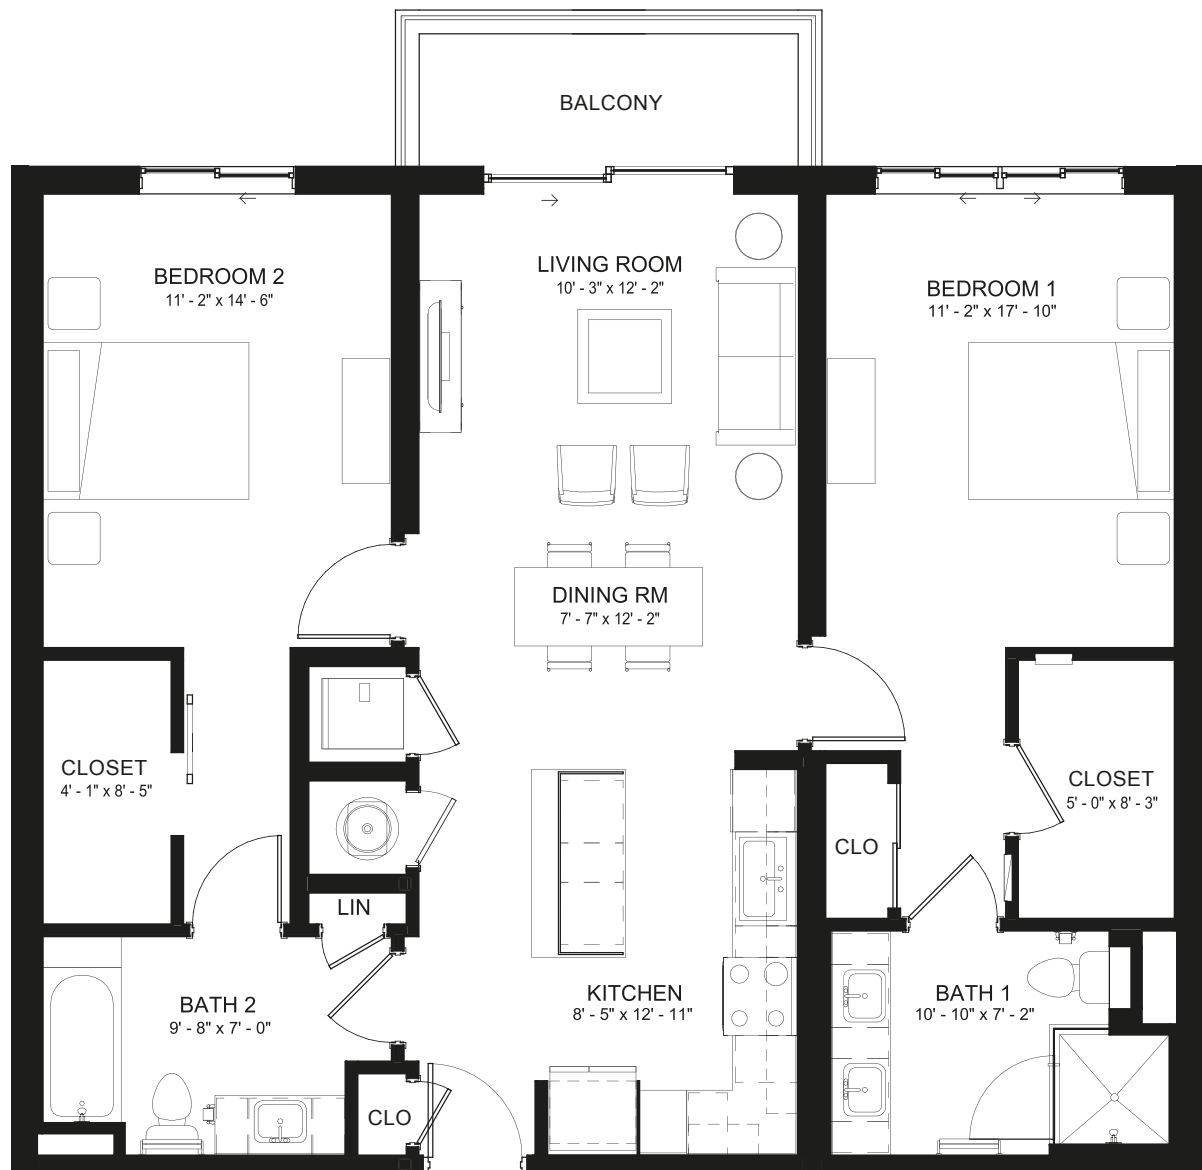 BALCONY
LIVING ROOM
10' - 3" x 12' - 2"
BEDROOM 2
11' - 2" x 14' - 6"
BEDROOM 1
11' - 2" x 17' - 10"
DINING RM
7' - 7" x 12' - 2"
CLOSET
4' - 1" x 8' - 5"
CLOSET
5' - 0" x 8' - 3"
CLO
LIN
BATH 2
9' - 8" x 7' - 0"
KITCHEN
8' - 5" x 12' - 11"
BATH 1
10' - 10" x 7' - 2"
CLO